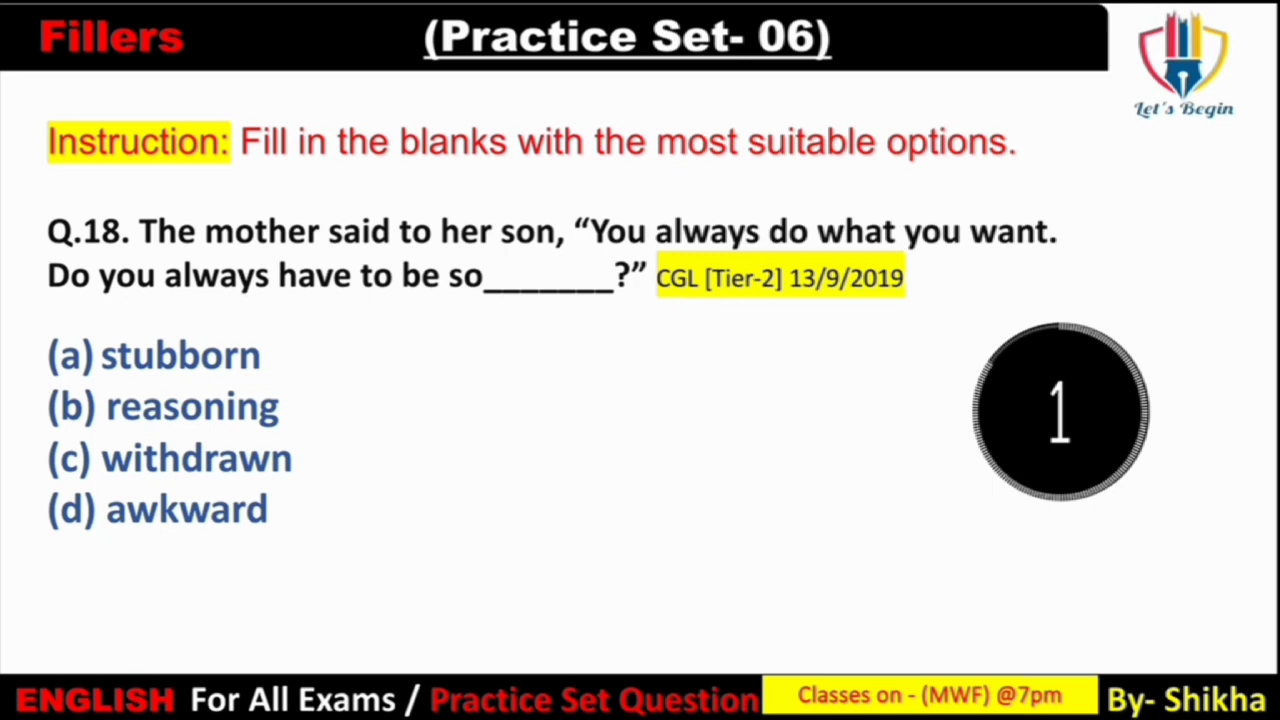 Fillers (Practice Set- 06)
Let's Begin
Instruction: Fill in the blanks with the most suitable options.
Q.18. The mother said to her son, “You always do what you want.
Do you always have to be so_______?” CGL [Tier-2] 13/9/2019
(a) stubborn
(b) reasoning
(c) withdrawn
(d) awkward
1
ENGLISH For All Exams / Practice Set Question Classes on - (MWF) @7pm By- Shikha